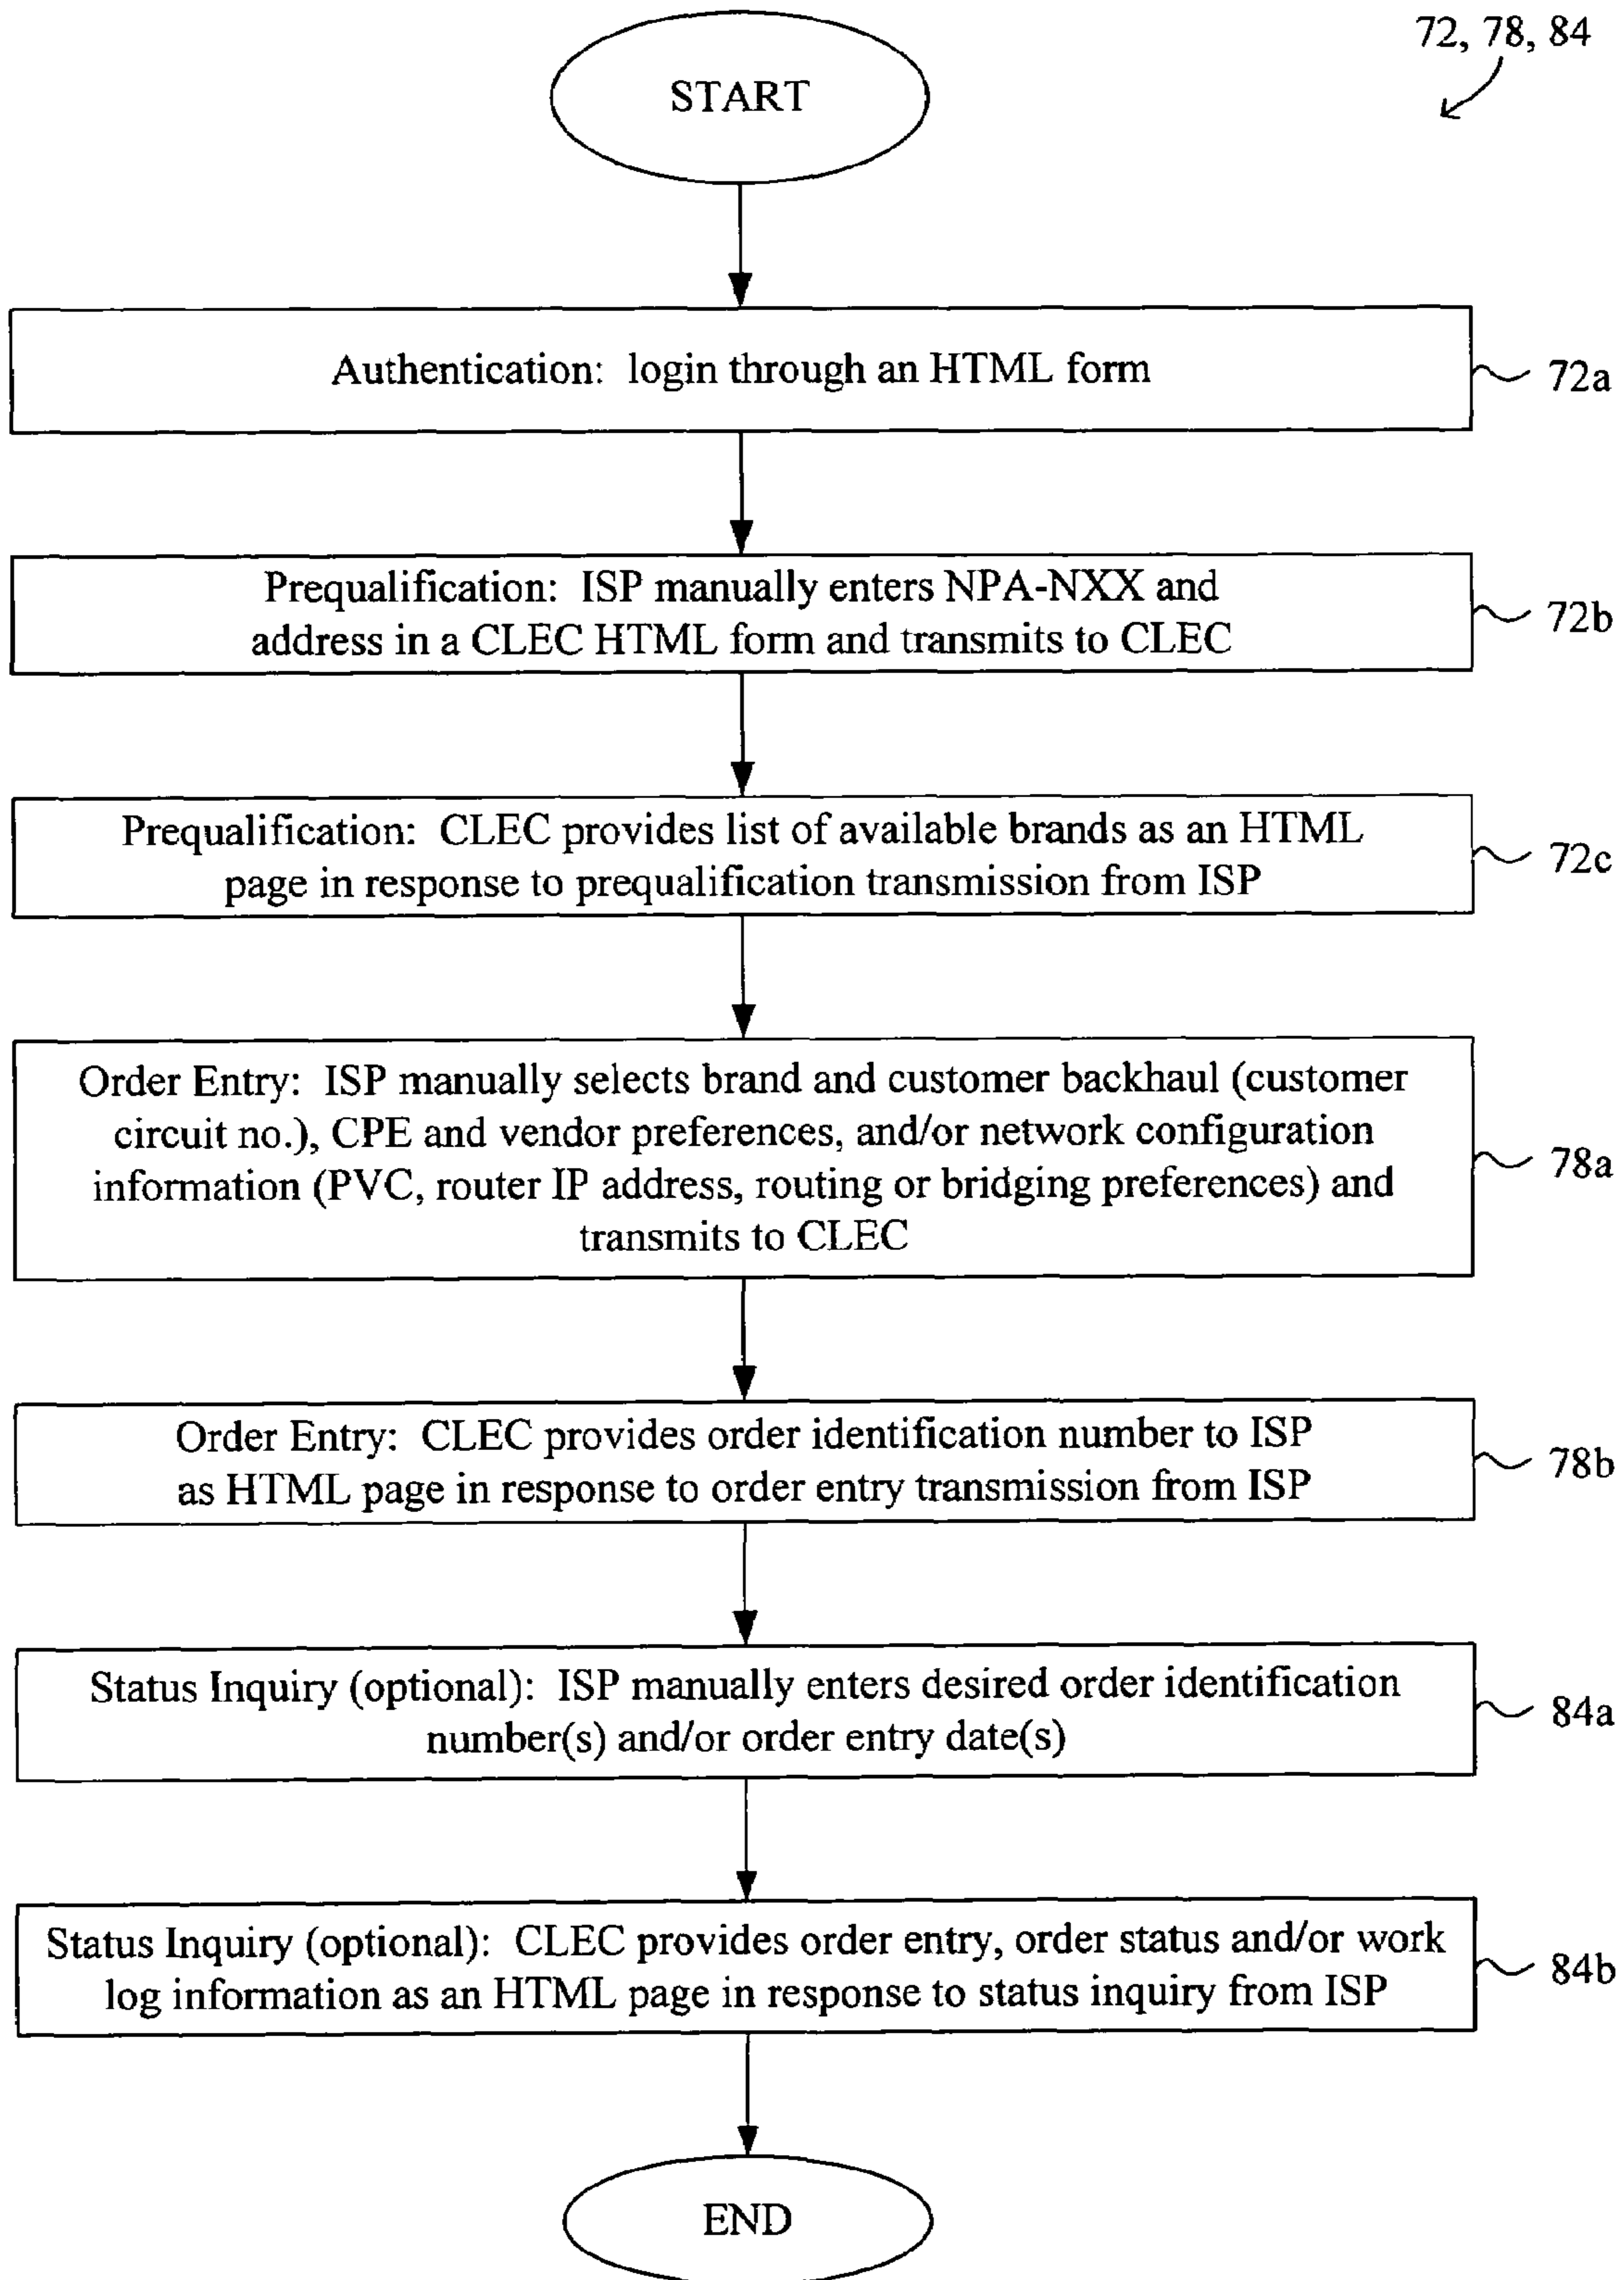 72, 78, 84
START
Authentication: login through an HTML form
72a
Prequalification: ISP manually enters NPA-NXX and
address in a CLEC HTML form and transmits to CLEC
72b
Prequalification: CLEC provides list of available brands as an HTML
page in response to prequalification transmission from ISP
72c
Order Entry: ISP manually selects brand and customer backhaul (customer
circuit no.), CPE and vendor preferences, and/or network configuration
information (PVC, router IP address, routing or bridging preferences) and
transmits to CLEC
78a
Order Entry: CLEC provides order identification number to ISP
as HTML page in response to order entry transmission from ISP
78b
Status Inquiry (optional): ISP manually enters desired order identification
number(s) and/or order entry date(s)
84a
Status Inquiry (optional): CLEC provides order entry, order status and/or work
log information as an HTML page in response to status inquiry from ISP
84b
END